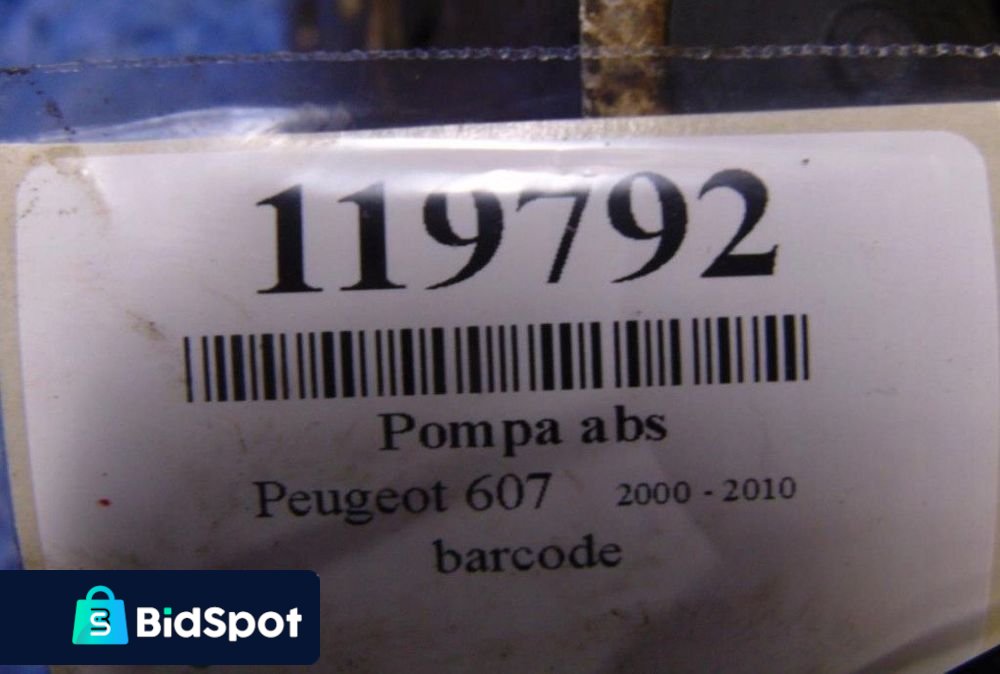 119792
Pompa abs
Peugeot 607 2000 - 2010
barcode
BidSpot